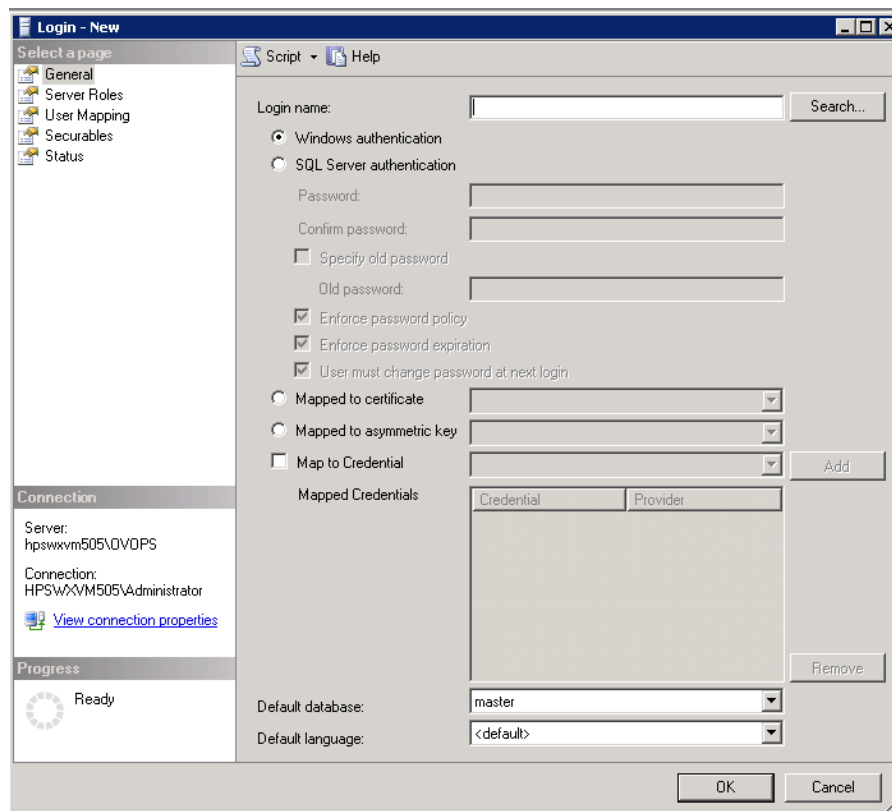 Login - New
Select a page
General
Server Roles
User Mapping
Securables
Status
Script
Help
Login name:
Search...
Windows authentication
SQL Server authentication
Password:
Confirm password:
Specify old password
Old password:
Enforce password policy
Enforce password expiration
User must change password at next login
Mapped to certificate
Mapped to asymmetric key
Map to Credential
Add
Mapped Credentials
Credential Provider
Remove
Default database: master
Default language: <default>
Connection
Server:
hpswxvm505\OVOPS
Connection:
HPSWXVM505\Administrator
View connection properties
Progress
Ready
OK Cancel